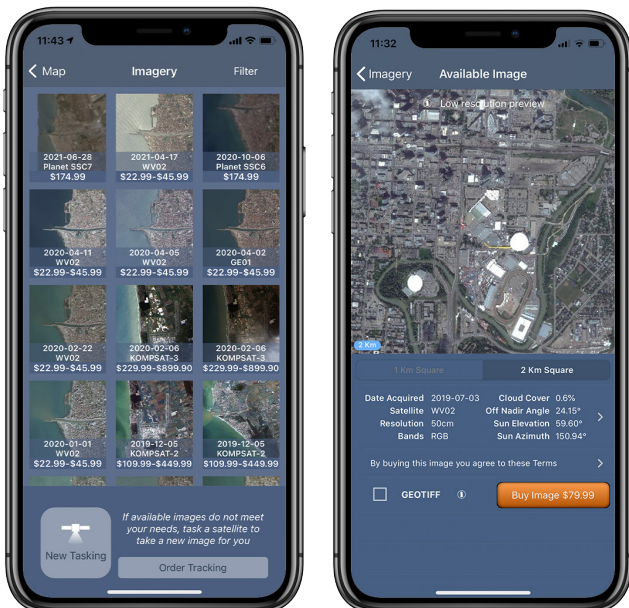 11:43
Map
Imagery
Filter
2021-06-28
Planet SSC7
$174.99
2021-04-17
WV02
$22.99-$45.99
2020-10-06
Planet SSC6
$174.99
2020-04-11
WV02
$22.99-$45.99
2020-04-05
WV02
$22.99-$45.99
2020-04-02
GE01
$22.99-$45.99
2020-02-22
WV02
$22.99-$45.99
2020-02-06
KOMPSAT-3
$229.99-$899.90
2020-02-06
KOMPSAT-3
$229.99-$899.90
2020-01-01
WV02
$22.99-$45.99
2019-12-05
KOMPSAT-2
$109.99-$449.99
2019-12-05
KOMPSAT-2
$109.99-$449.99
New Tasking
If available images do not meet
your needs, task a satellite to
take a new image for you
Order Tracking
11:32
Imagery
Available Image
Low resolution preview
2 Km
1 Km Square
2 Km Square
Date Acquired 2019-07-03
Satellite WV02
Resolution 50cm
Bands RGB
Cloud Cover 0.6%
Off Nadir Angle 24.15°
Sun Elevation 59.60°
Sun Azimuth 150.94°
By buying this image you agree to these Terms
GEOTIFF
Buy Image $79.99